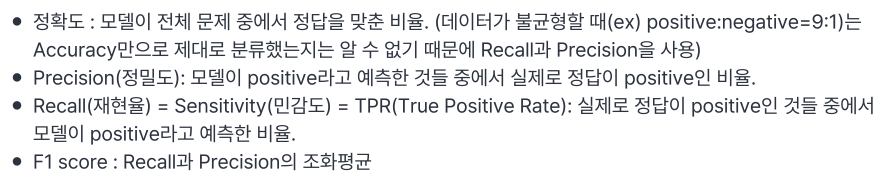 • 정확도 : 모델이 전체 문제 중에서 정답을 맞춘 비율. (데이터가 불균형할 때(ex) positive:negative=9:1)는
Accuracy만으로 제대로 분류했는지는 알 수 없기 때문에 Recall과 Precision을 사용)
• Precision(정밀도): 모델이 positive라고 예측한 것들 중에서 실제로 정답이 positive인 비율.
• Recall(재현율) = Sensitivity(민감도) = TPR(True Positive Rate): 실제로 정답이 positive인 것들 중에서
모델이 positive라고 예측한 비율.
• F1 score : Recall과 Precision의 조화평균